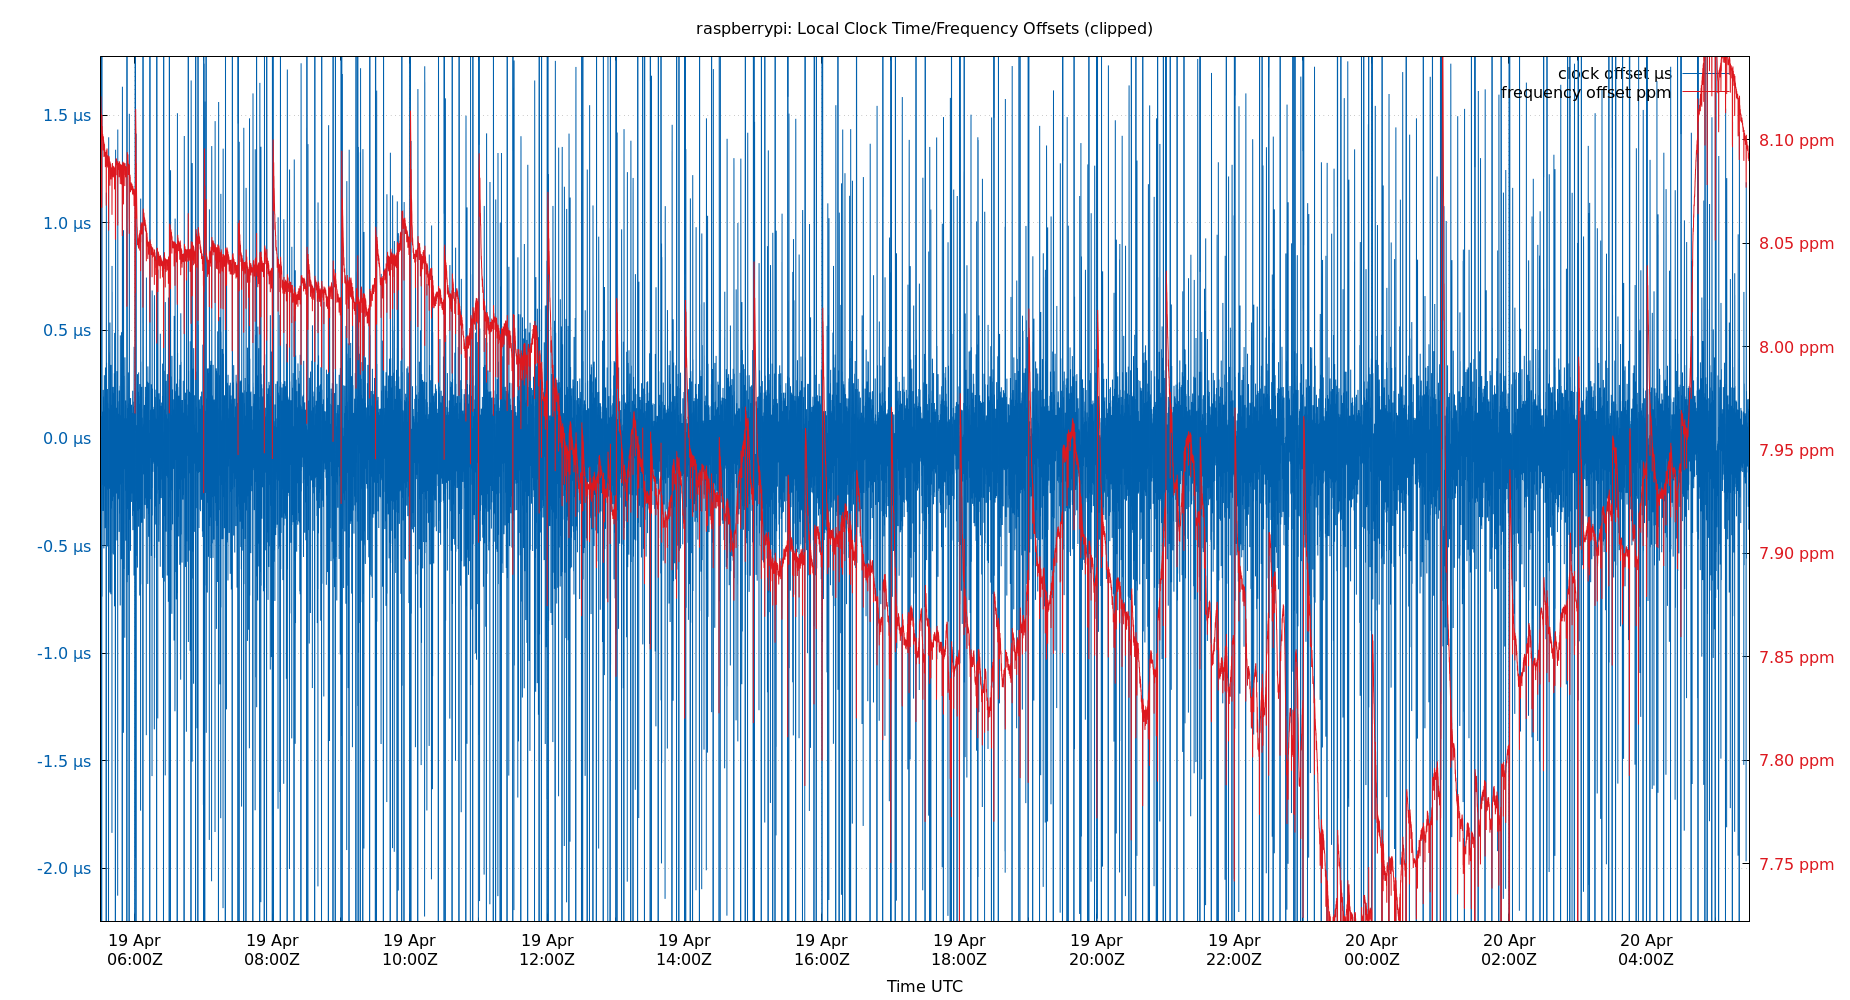 raspberrypi: Local Clock Time/Frequency Offsets (clipped)
clock offset µs
frequency offset ppm
1.5 µs
1.0 µs
0.5 µs
0.0 µs
-0.5 µs
-1.0 µs
-1.5 µs
-2.0 µs
8.10 ppm
8.05 ppm
8.00 ppm
7.95 ppm
7.90 ppm
7.85 ppm
7.80 ppm
7.75 ppm
19 Apr 19 Apr 19 Apr 19 Apr 19 Apr 19 Apr 19 Apr 19 Apr 19 Apr 20 Apr 20 Apr 20 Apr
06:00Z 08:00Z 10:00Z 12:00Z 14:00Z 16:00Z 18:00Z 20:00Z 22:00Z 00:00Z 02:00Z 04:00Z
Time UTC